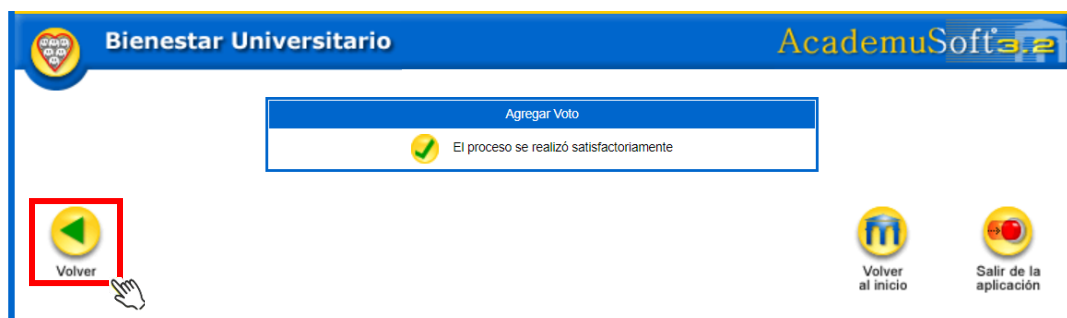 Bienestar Universitario
AcademuSoft 3.2
Agregar Voto
El proceso se realizó satisfactoriamente
Volver
Volver
al inicio
Salir de la
aplicación